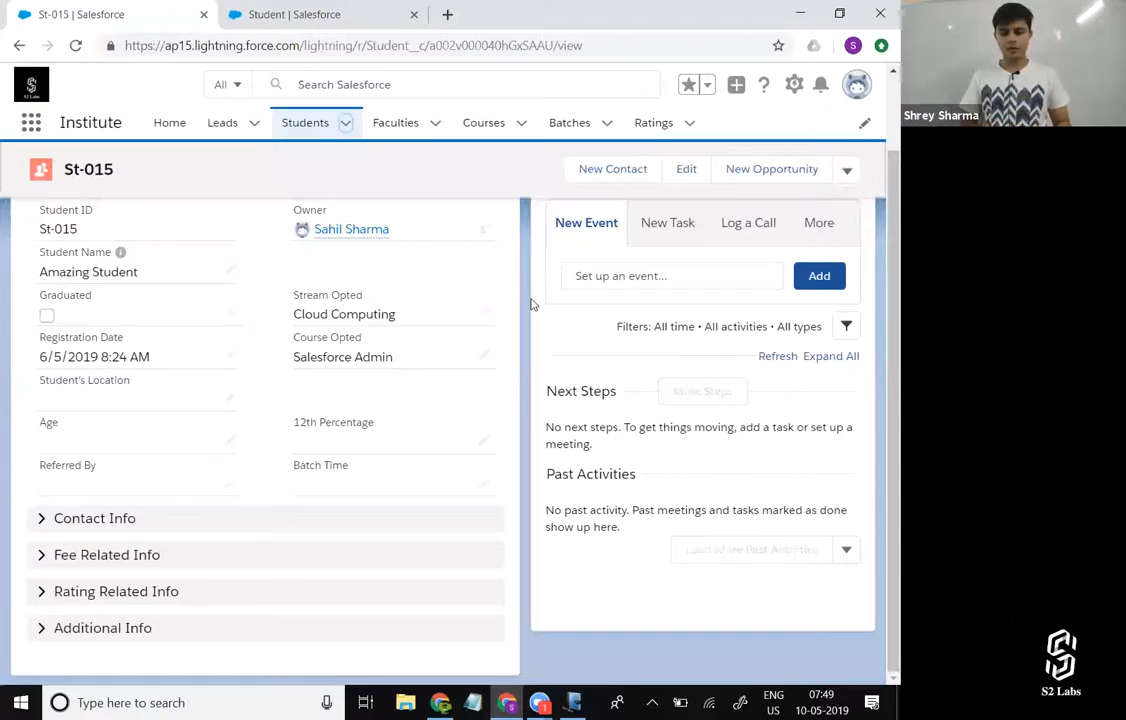 St-015 | Salesforce
Student | Salesforce
https://ap15.lightning.force.com/lightning/r/Student__c/a002v000040hGxSAAU/view
S
S2 Labs
All
Search Salesforce
Institute
Home
Leads
Students
Faculties
Courses
Batches
Ratings
Shrey Sharma
St-015
New Contact
Edit
New Opportunity
Student ID
St-015
Owner
Sahil Sharma
Student Name
Amazing Student
Graduated
Stream Opted
Cloud Computing
Registration Date
6/5/2019 8:24 AM
Course Opted
Salesforce Admin
Student's Location
Age
12th Percentage
Referred By
Batch Time
Contact Info
Fee Related Info
Rating Related Info
Additional Info
New Event
New Task
Log a Call
More
Set up an event...
Add
Filters: All time • All activities • All types
Refresh
Expand All
Next Steps
More Steps
No next steps. To get things moving, add a task or set up a
meeting.
Past Activities
No past activity. Past meetings and tasks marked as done
show up here.
Load More Past Activities
S2 LABS
Type here to search
ENG
US
07:49
10-05-2019